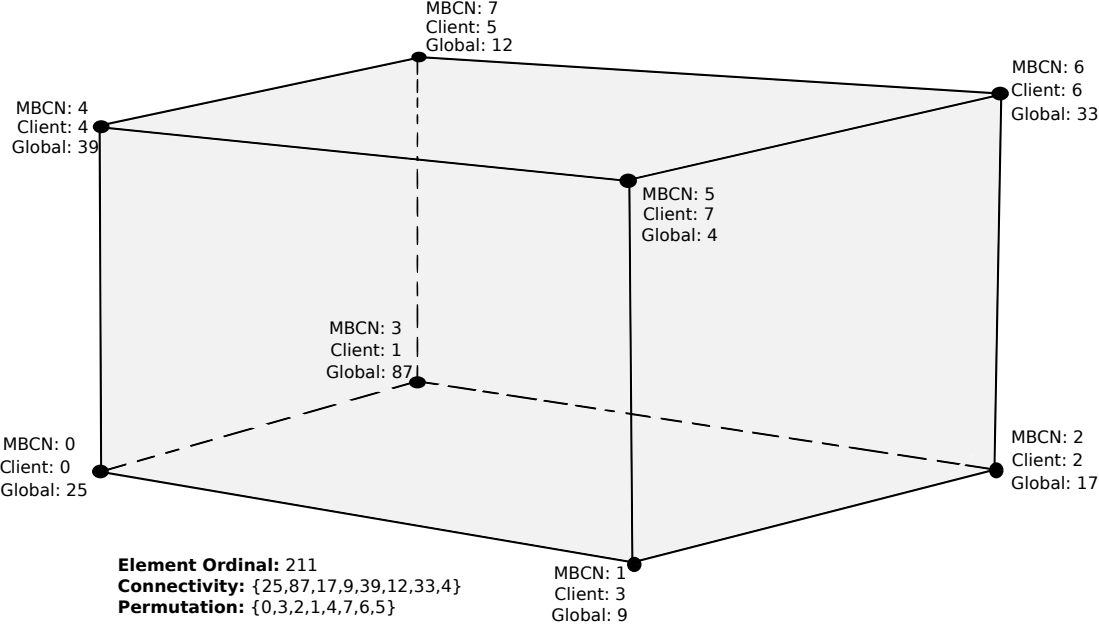 MBCN: 7
Client: 5
Global: 12
MBCN: 6
Client: 6
Global: 33
MBCN: 4
Client: 4
Global: 39
MBCN: 5
Client: 7
Global: 4
MBCN: 3
Client: 1
Global: 87
MBCN: 0
Client: 0
Global: 25
MBCN: 2
Client: 2
Global: 17
MBCN: 1
Client: 3
Global: 9
Element Ordinal: 211
Connectivity: {25,87,17,9,39,12,33,4}
Permutation: {0,3,2,1,4,7,6,5}